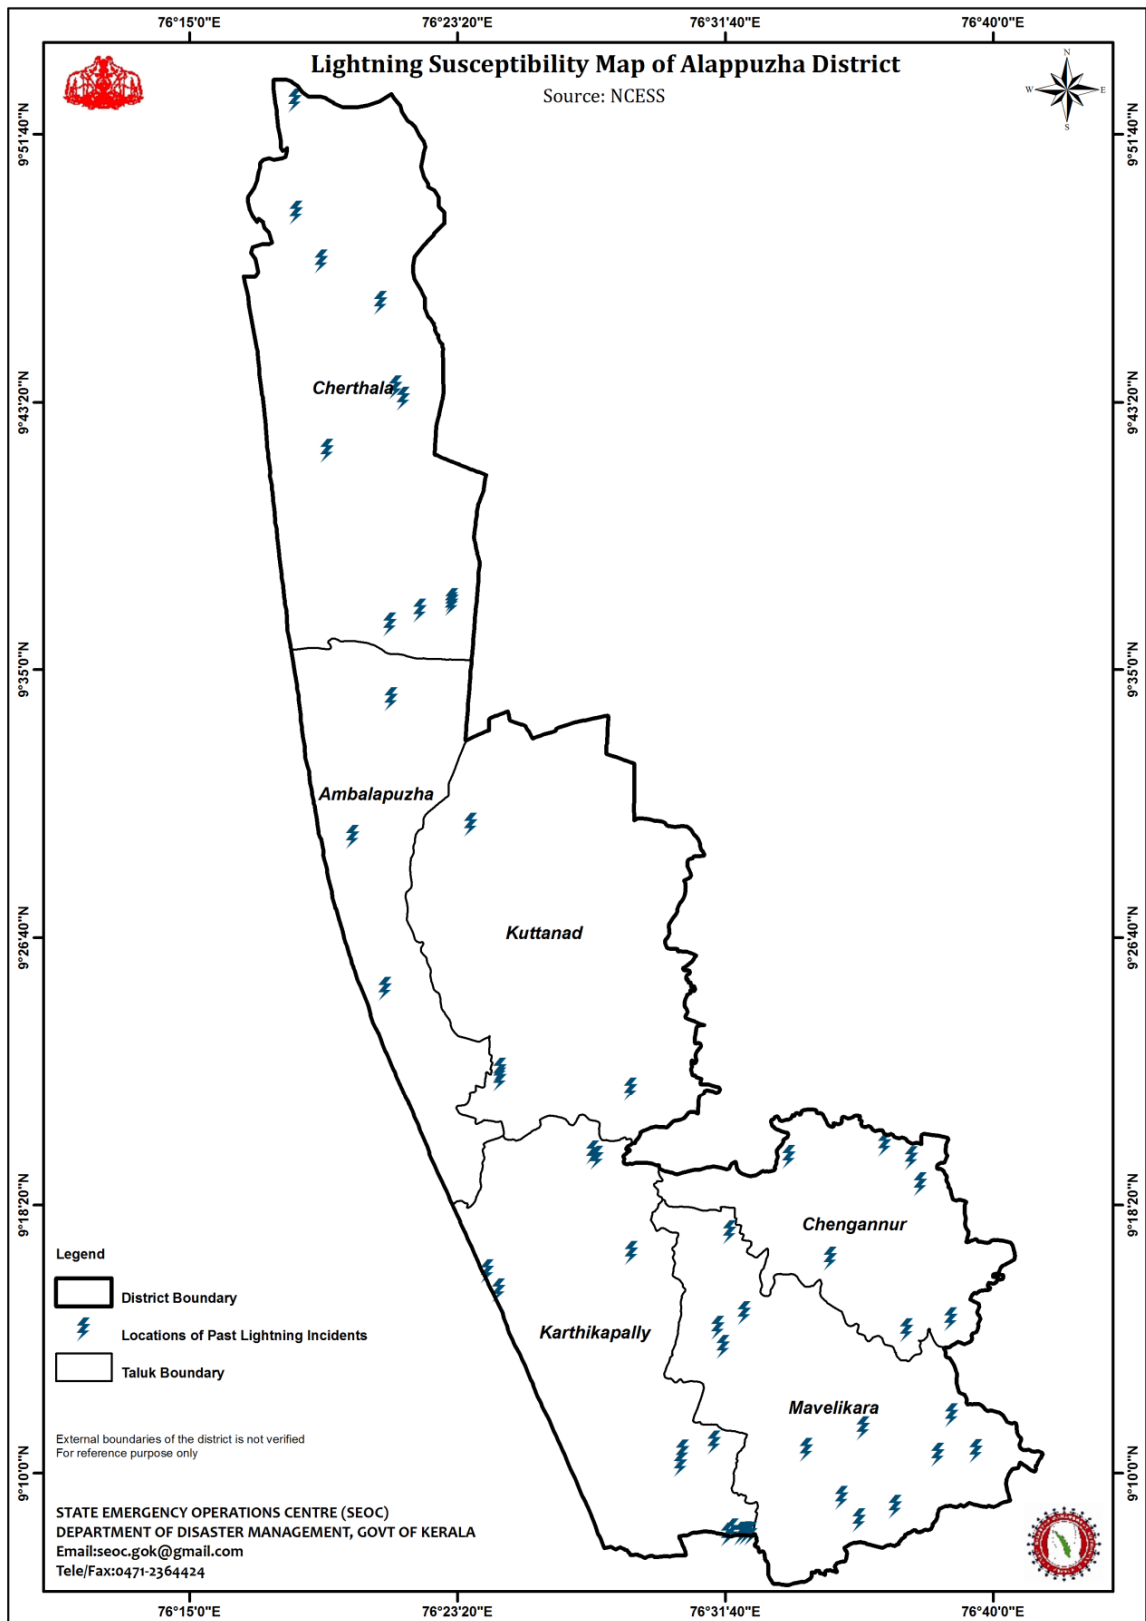 76°15'0"E
76°23'20"E
76°31'40"E
76°40'0"E
Lightning Susceptibility Map of Alappuzha District
Source: NCESS
N
W
E
S
9°51'40"N
9°51'40"N
Cherthala
9°43'20"N
9°43'20"N
9°35'0"N
9°35'0"N
Ambalapuzha
Kuttanad
9°26'40"N
9°26'40"N
9°18'20"N
9°18'20"N
Chengannur
Karthikapally
Mavelikara
9°10'0"N
9°10'0"N
Legend
District Boundary
Locations of Past Lightning Incidents
Taluk Boundary
External boundaries of the district is not verified
For reference purpose only
STATE EMERGENCY OPERATIONS CENTRE (SEOC)
DEPARTMENT OF DISASTER MANAGEMENT, GOVT OF KERALA
Email:seoc.gok@gmail.com
Tele/Fax:0471-2364424
76°15'0"E
76°23'20"E
76°31'40"E
76°40'0"E